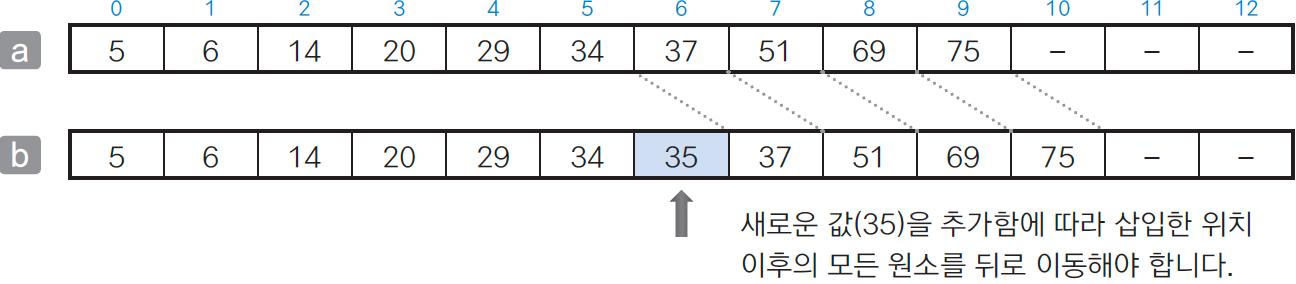 0 1 2 3 4 5 6 7 8 9 10 11 12
a 5 6 14 20 29 34 37 51 69 75 – – –
b 5 6 14 20 29 34 35 37 51 69 75 – –
새로운 값(35)을 추가함에 따라 삽입한 위치
이후의 모든 원소를 뒤로 이동해야 합니다.